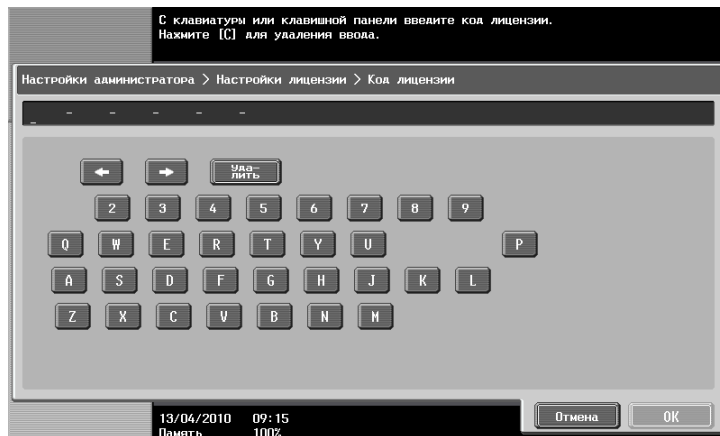 С клавиатуры или клавишной панели введите код лицензии.
Нажмите [C] для удаления ввода.
Настройки администратора > Настройки лицензии > Код лицензии
_ - - - - -
← → Уда-
лить
2 3 4 5 6 7 8 9
Q W E R T Y U P
A S D F G H J K L
Z X C V B N M
Отмена OK
13/04/2010 09:15
Память 100%